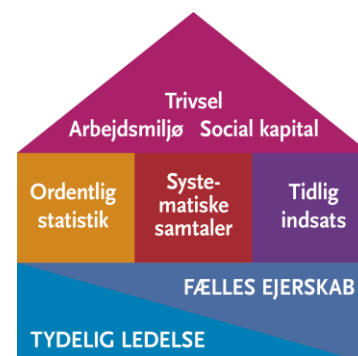 Trivsel
Arbejdsmiljø Social kapital
Ordentlig
statistik
Syste-
matiske
samtaler
Tidlig
indsats
FÆLLES EJERSKAB
TYDELIG LEDELSE